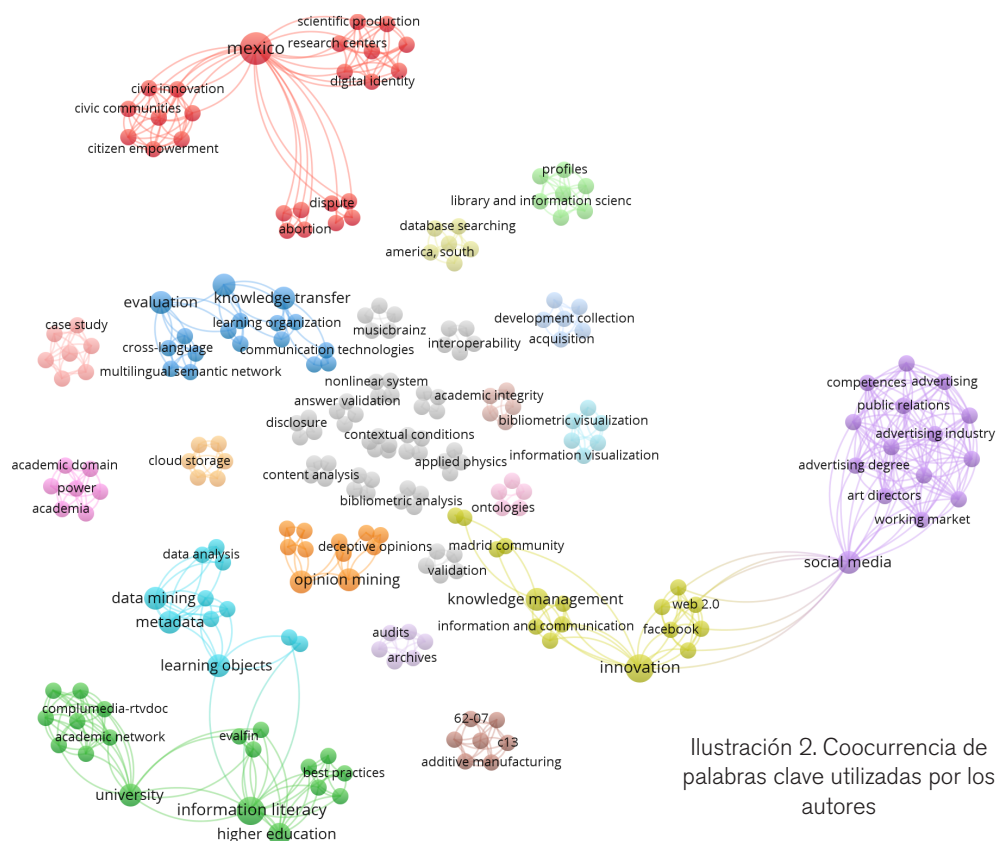 scientific production
mexico
research centers
digital identity
civic innovation
civic communities
citizen empowerment
profiles
library and information scienc
dispute
abortion
database searching
america, south
evaluation
knowledge transfer
learning organization
cross-language
communication technologies
multilingual semantic network
case study
musicbrainz
interoperability
development collection
acquisition
nonlinear system
answer validation
academic integrity
disclosure
contextual conditions
bibliometric visualization
information visualization
content analysis
applied physics
bibliometric analysis
ontologies
cloud storage
academic domain
power
academia
competences
advertising
public relations
advertising industry
advertising degree
art directors
working market
social media
data analysis
deceptive opinions
opinion mining
madrid community
validation
data mining
metadata
knowledge management
information and communication
web 2.0
facebook
innovation
audits
archives
learning objects
complumedia-rtvdoc
academic network
evalfin
best practices
university
information literacy
higher education
62-07
c13
additive manufacturing
Ilustración 2. Coocurrencia de
palabras clave utilizadas por los
autores